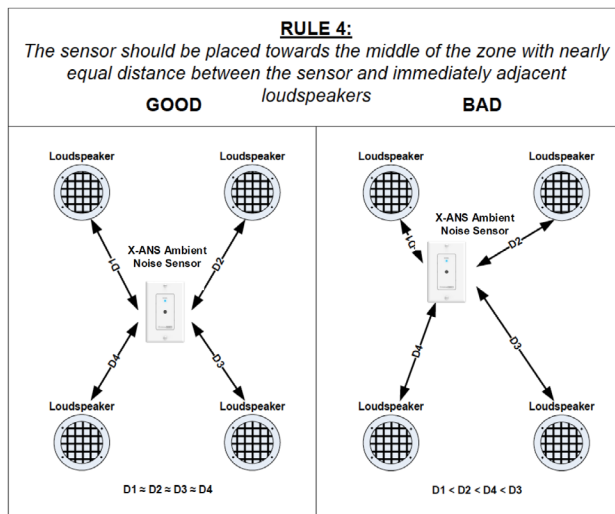 RULE 4:
The sensor should be placed towards the middle of the zone with nearly
equal distance between the sensor and immediately adjacent
loudspeakers
GOOD
Loudspeaker
Loudspeaker
X-ANS Ambient
Noise Sensor
D1
D2
D4
D3
Loudspeaker
Loudspeaker
D1 ≈ D2 ≈ D3 ≈ D4
BAD
Loudspeaker
Loudspeaker
X-ANS Ambient
Noise Sensor
D1
D2
D4
D3
Loudspeaker
Loudspeaker
D1 < D2 < D4 < D3